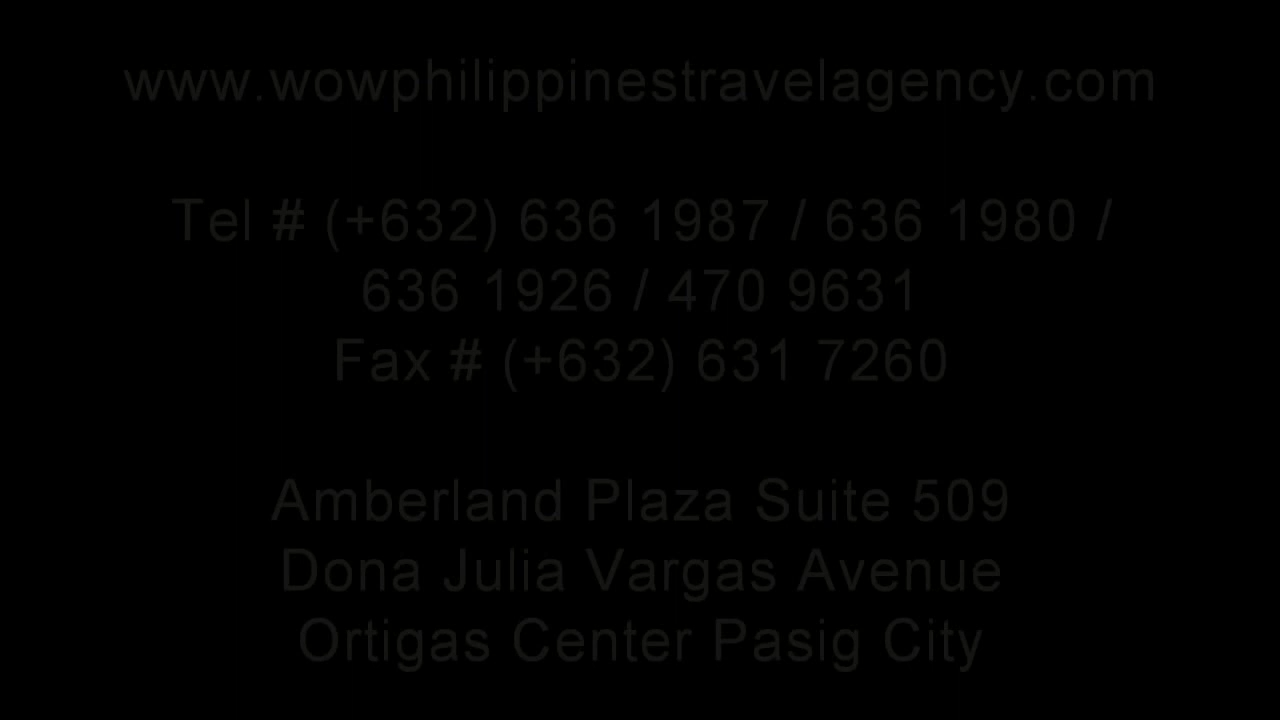 www.wowphilippinestravelagency.com
Tel # (+632) 636 1987 / 636 1980 /
636 1926 / 470 9631
Fax # (+632) 631 7260
Amberland Plaza Suite 509
Dona Julia Vargas Avenue
Ortigas Center Pasig City